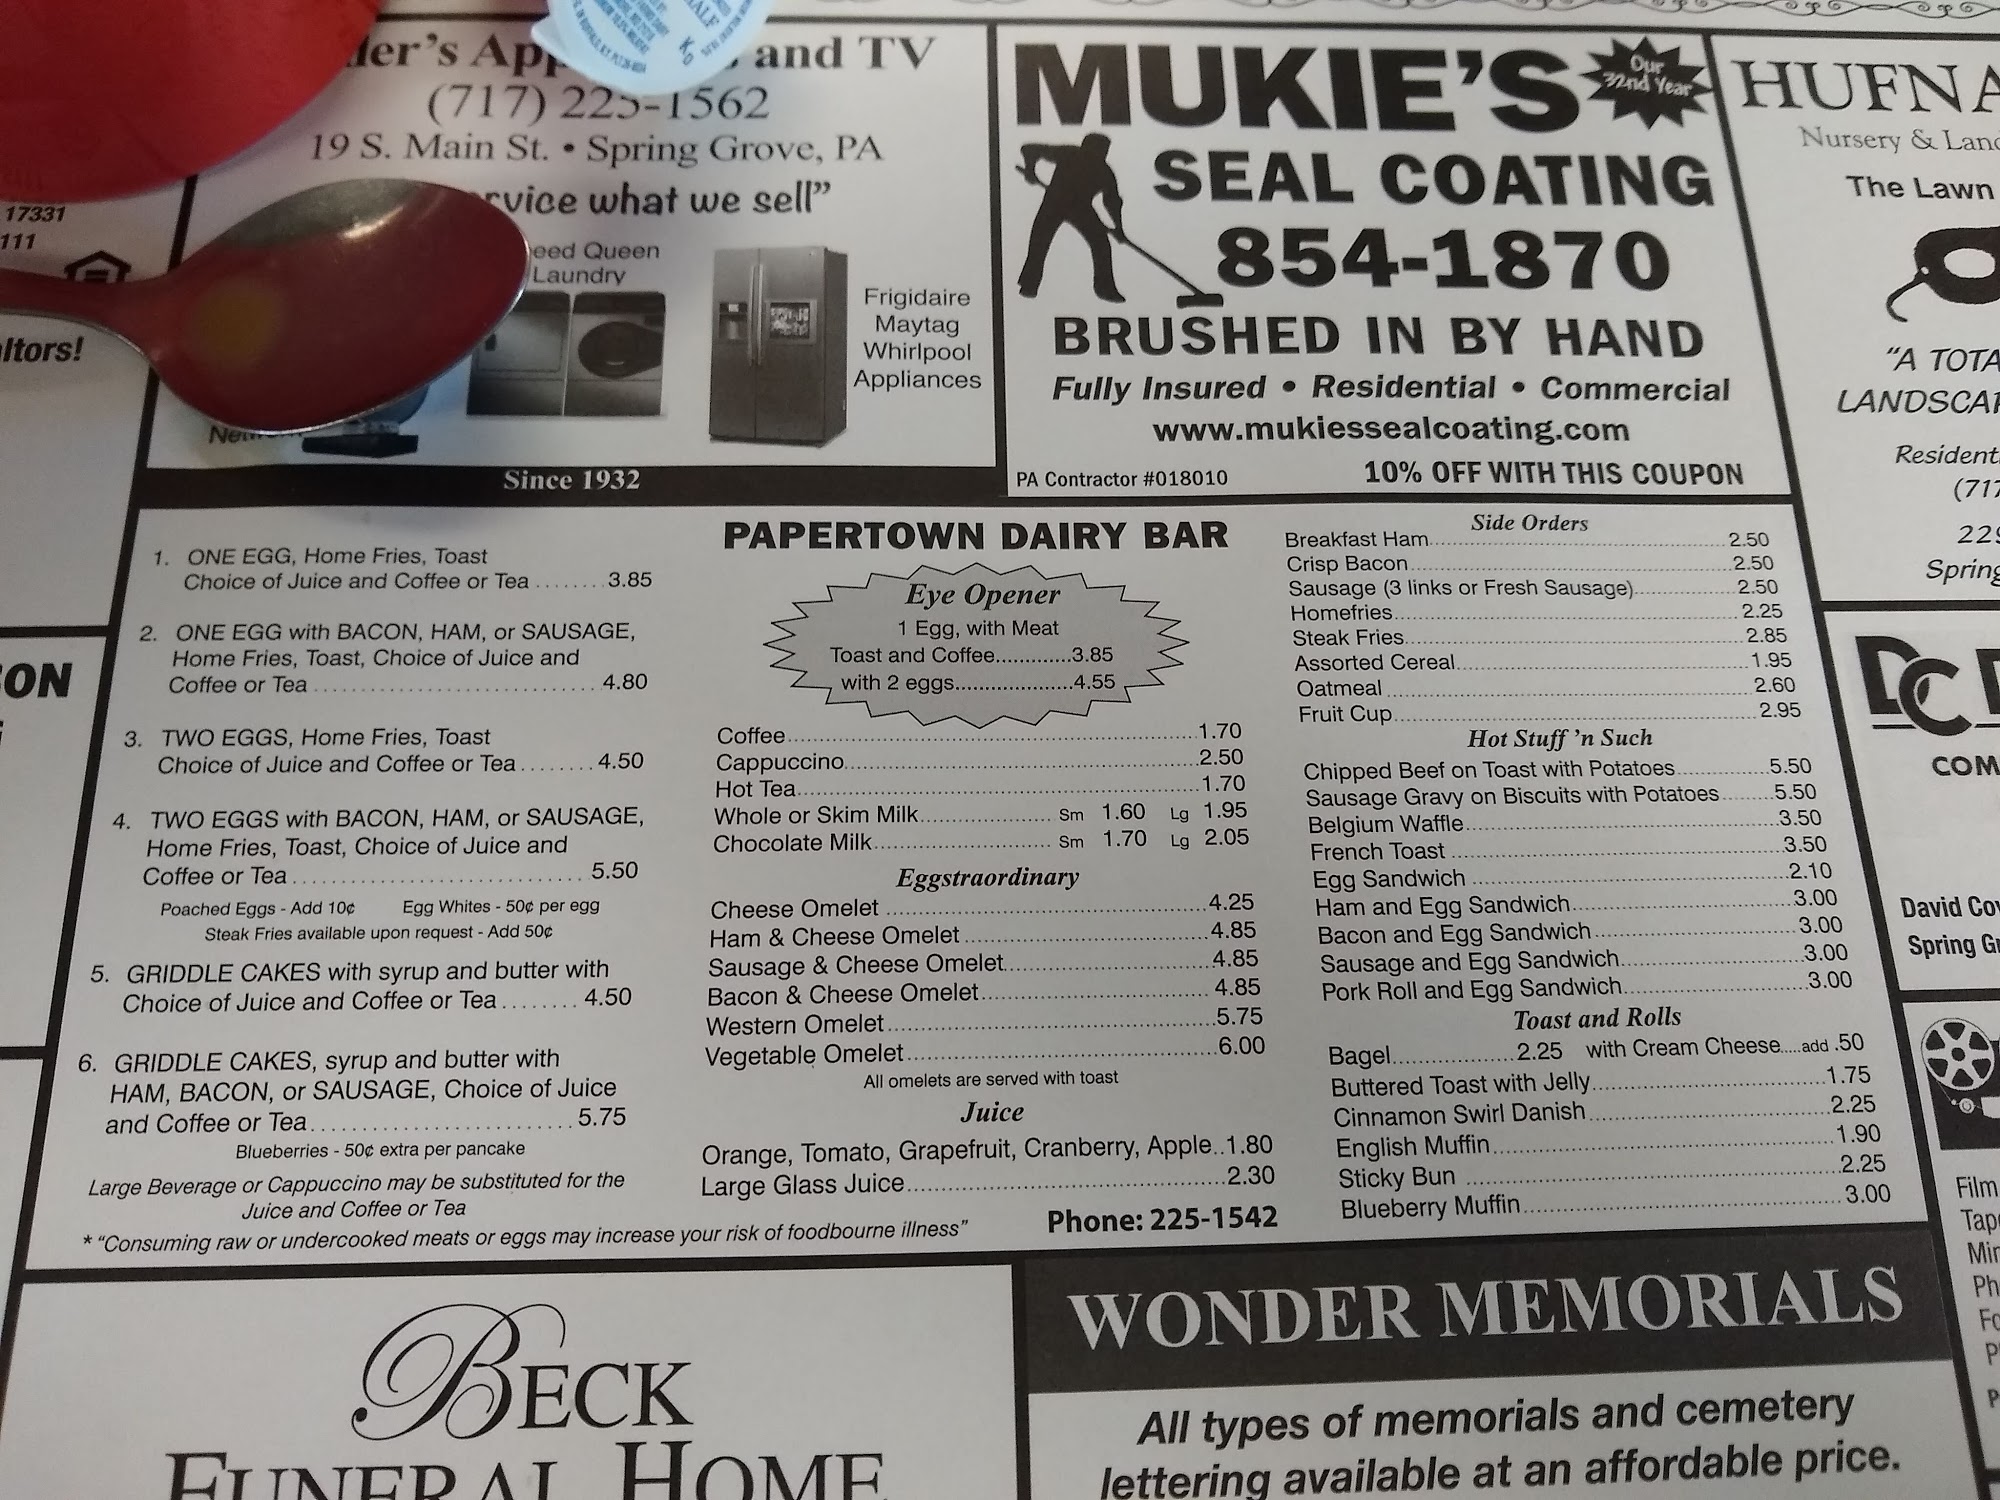 HALF
and TV
(717) 225-1562
19 S. Main St. • Spring Grove, PA
what we sell”
Queen
Laundry
Frigidaire
Maytag
Whirlpool
Appliances
Since 1932
17331
111
MUKIE’S
Our
32nd Year
SEAL COATING
854-1870
BRUSHED IN BY HAND
Fully Insured • Residential • Commercial
www.mukiessealcoating.com
PA Contractor #018010 10% OFF WITH THIS COUPON
Nursery &
The Lawn
“A
22
Spring
PAPERTOWN DAIRY BAR
1. ONE EGG, Home Fries, Toast
Choice of Juice and Coffee or Tea ........ 3.85
2. ONE EGG with BACON, HAM, or SAUSAGE,
Home Fries, Toast, Choice of Juice and
Coffee or Tea ............................ 4.80
3. TWO EGGS, Home Fries, Toast
Choice of Juice and Coffee or Tea ........ 4.50
4. TWO EGGS with BACON, HAM, or SAUSAGE,
Home Fries, Toast, Choice of Juice and
Coffee or Tea ............................ 5.50
Poached Eggs - Add 10¢ Egg Whites - 50¢ per egg
Steak Fries available upon request - Add 50¢
5. GRIDDLE CAKES with syrup and butter with
Choice of Juice and Coffee or Tea ........ 4.50
6. GRIDDLE CAKES, syrup and butter with
HAM, BACON, or SAUSAGE, Choice of Juice
and Coffee or Tea .......................... 5.75
Blueberries - 50¢ extra per pancake
Large Beverage or Cappuccino may be substituted for the
Juice and Coffee or Tea
* “Consuming raw or undercooked meats or eggs may increase your risk of foodbourne illness”
Eye Opener
1 Egg, with Meat
Toast and Coffee.............3.85
with 2 eggs....................4.55
Coffee.......1.70
Cappuccino.......2.50
Hot Tea.......1.70
Whole or Skim Milk....... Sm 1.60 Lg 1.95
Chocolate Milk....... Sm 1.70 Lg 2.05
Eggstraordinary
Cheese Omelet .......4.25
Ham & Cheese Omelet .......4.85
Sausage & Cheese Omelet.......4.85
Bacon & Cheese Omelet....... 4.85
Western Omelet.......5.75
Vegetable Omelet.......6.00
All omelets are served with toast
Juice
Orange, Tomato, Grapefruit, Cranberry, Apple..1.80
Large Glass Juice.......2.30
Phone: 225-1542
Side Orders
Breakfast Ham.......2.50
Crisp Bacon.......2.50
Sausage (3 links or Fresh Sausage).......2.50
Homefries.......2.25
Steak Fries.......2.85
Assorted Cereal.......1.95
Oatmeal .......2.60
Fruit Cup.......2.95
Hot Stuff ’n Such
Chipped Beef on Toast with Potatoes.......5.50
Sausage Gravy on Biscuits with Potatoes.......5.50
Belgium Waffle.......3.50
French Toast .......3.50
Egg Sandwich .......2.10
Ham and Egg Sandwich.......3.00
Bacon and Egg Sandwich.......3.00
Sausage and Egg Sandwich.......3.00
Pork Roll and Egg Sandwich.......3.00
Toast and Rolls
Bagel.......2.25 with Cream Cheese....add .50
Buttered Toast with Jelly.......1.75
Cinnamon Swirl Danish.......2.25
English Muffin.......1.90
Sticky Bun .......2.25
Blueberry Muffin.......3.00
DC
David
Spring
Film
BECK
FUNERAL HOME
WONDER MEMORIALS
All types of memorials and cemetery
lettering available at an affordable price.